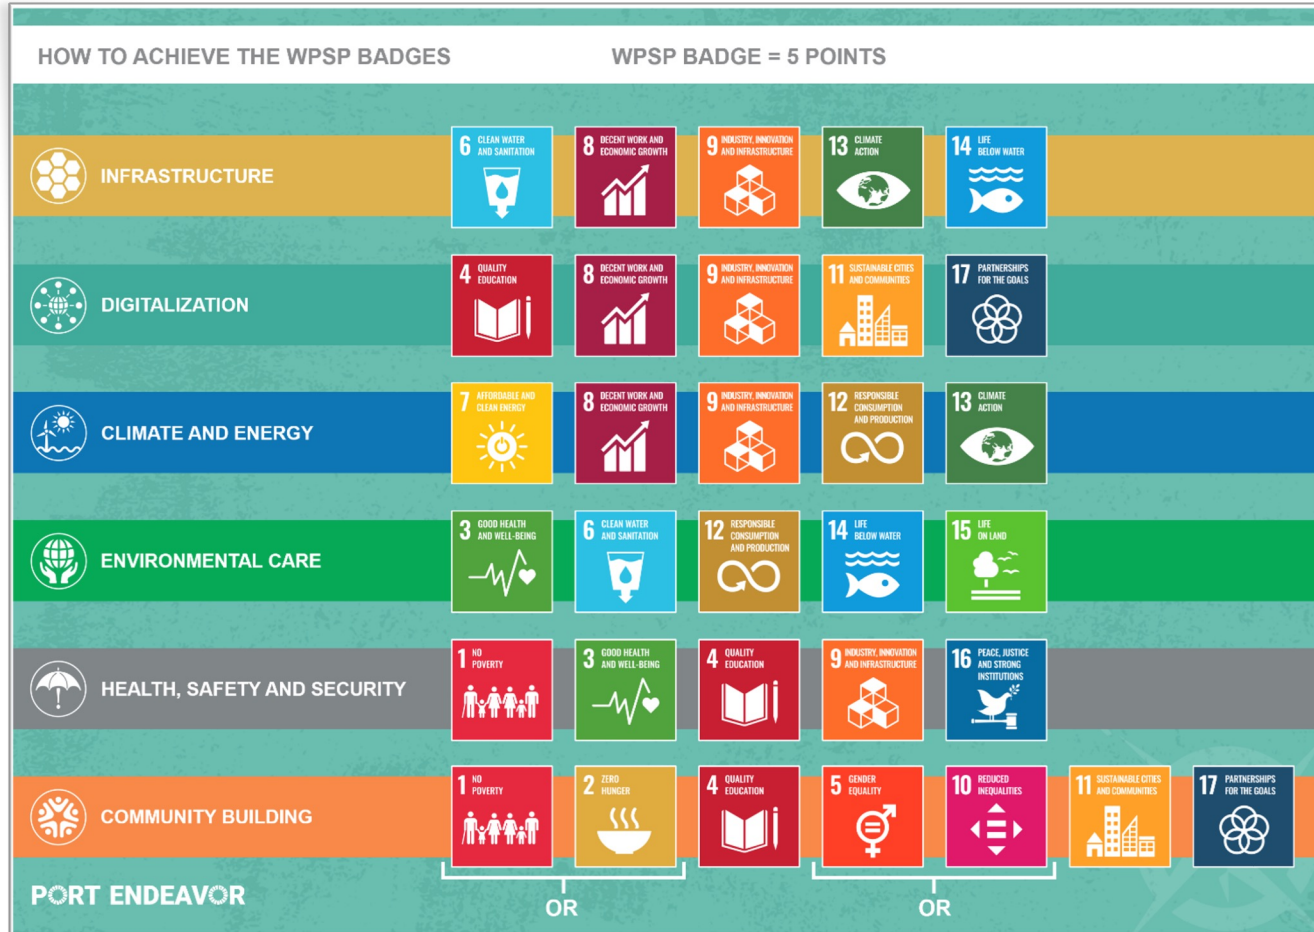 HOW TO ACHIEVE THE WPSP BADGES
WPSP BADGE = 5 POINTS
INFRASTRUCTURE
6 CLEAN WATER
AND SANITATION
8 DECENT WORK AND
ECONOMIC GROWTH
9 INDUSTRY, INNOVATION
AND INFRASTRUCTURE
13 CLIMATE
ACTION
14 LIFE
BELOW WATER
DIGITALIZATION
4 QUALITY
EDUCATION
8 DECENT WORK AND
ECONOMIC GROWTH
9 INDUSTRY, INNOVATION
AND INFRASTRUCTURE
11 SUSTAINABLE CITIES
AND COMMUNITIES
17 PARTNERSHIPS
FOR THE GOALS
CLIMATE AND ENERGY
7 AFFORDABLE AND
CLEAN ENERGY
8 DECENT WORK AND
ECONOMIC GROWTH
9 INDUSTRY, INNOVATION
AND INFRASTRUCTURE
12 RESPONSIBLE
CONSUMPTION
AND PRODUCTION
13 CLIMATE
ACTION
ENVIRONMENTAL CARE
3 GOOD HEALTH
AND WELL-BEING
6 CLEAN WATER
AND SANITATION
12 RESPONSIBLE
CONSUMPTION
AND PRODUCTION
14 LIFE
BELOW WATER
15 LIFE
ON LAND
HEALTH, SAFETY AND SECURITY
1 NO
POVERTY
3 GOOD HEALTH
AND WELL-BEING
4 QUALITY
EDUCATION
9 INDUSTRY, INNOVATION
AND INFRASTRUCTURE
16 PEACE, JUSTICE
AND STRONG
INSTITUTIONS
COMMUNITY BUILDING
1 NO
POVERTY
2 ZERO
HUNGER
4 QUALITY
EDUCATION
5 GENDER
EQUALITY
10 REDUCED
INEQUALITIES
11 SUSTAINABLE CITIES
AND COMMUNITIES
17 PARTNERSHIPS
FOR THE GOALS
PORT ENDEAVOR
OR
OR